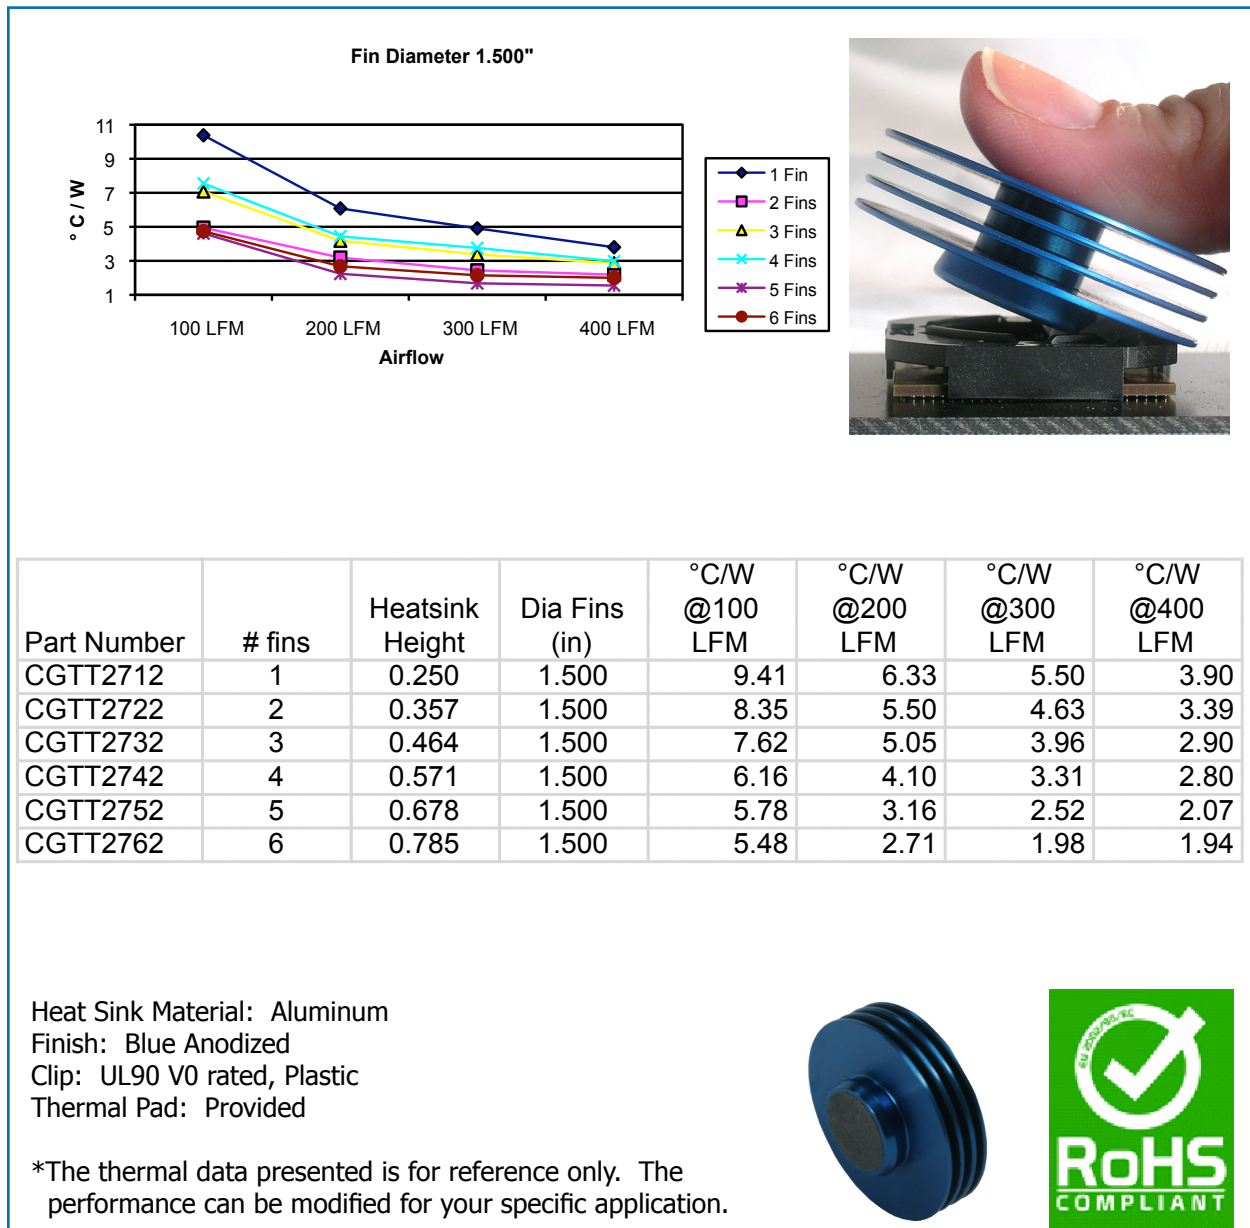 Fin Diameter 1.500"
11
9
7
5
3
1
° C / W
100 LFM 200 LFM 300 LFM 400 LFM
Airflow
1 Fin
2 Fins
3 Fins
4 Fins
5 Fins
6 Fins
Part Number # fins Heatsink Height Dia Fins (in) °C/W @100 LFM °C/W @200 LFM °C/W @300 LFM °C/W @400 LFM
CGTT2712 1 0.250 1.500 9.41 6.33 5.50 3.90
CGTT2722 2 0.357 1.500 8.35 5.50 4.63 3.39
CGTT2732 3 0.464 1.500 7.62 5.05 3.96 2.90
CGTT2742 4 0.571 1.500 6.16 4.10 3.31 2.80
CGTT2752 5 0.678 1.500 5.78 3.16 2.52 2.07
CGTT2762 6 0.785 1.500 5.48 2.71 1.98 1.94
Heat Sink Material: Aluminum
Finish: Blue Anodized
Clip: UL90 V0 rated, Plastic
Thermal Pad: Provided
*The thermal data presented is for reference only. The
performance can be modified for your specific application.
EU 2002/95/EC
RoHS
COMPLIANT